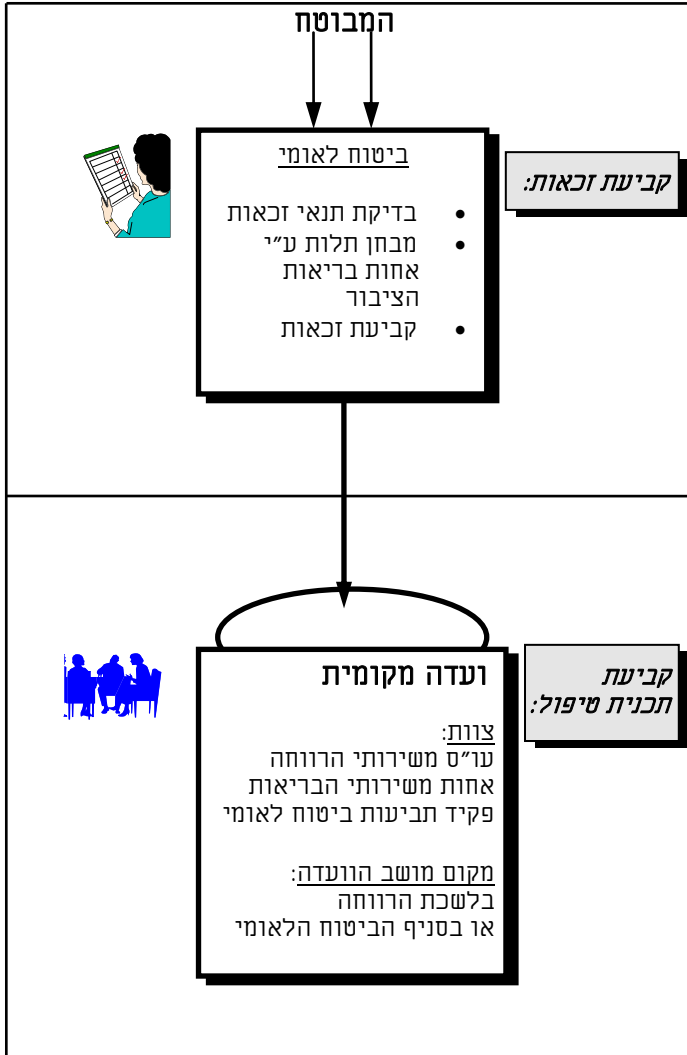 המבוטח
קביעת זכאות:
ביטוח לאומי
• בדיקת תנאי זכאות
• מבחן תלות ע"י
אחות בריאות
הציבור
• קביעת זכאות
קביעת
תכנית טיפול:
ועדה מקומית
צוות:
עו"ס משירותי הרווחה
אחות משירותי הבריאות
פקיד תביעות ביטוח לאומי
מקום מושב הוועדה:
בלשכת הרווחה
או בסניף הביטוח הלאומי